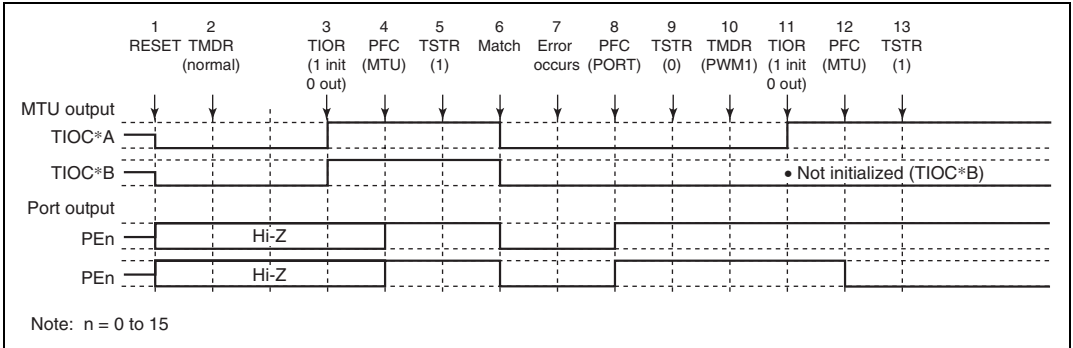 1 2 3 4 5 6 7 8 9 10 11 12 13
RESET TMDR TIOR PFC TSTR Match Error PFC TSTR TMDR TIOR PFC TSTR
(normal) (1 init (MTU) (1) occurs (PORT) (0) (PWM1) (1 init (MTU) (1)
0 out) 0 out)
MTU output
TIOC*A
TIOC*B
• Not initialized (TIOC*B)
Port output
PEn
Hi-Z
PEn
Hi-Z
Note: n = 0 to 15